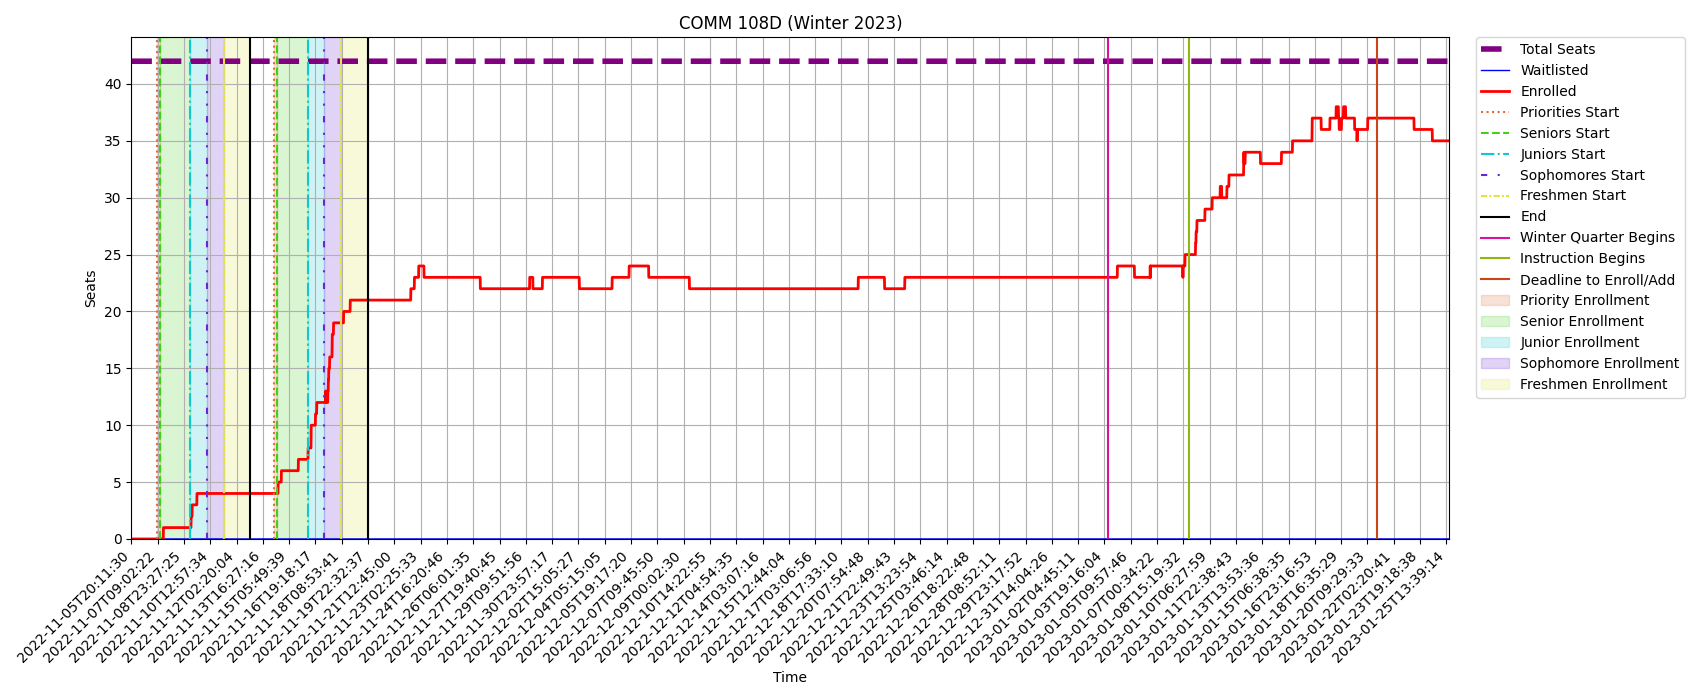 COMM 108D (Winter 2023)
Seats
40
35
30
25
20
15
10
5
0
2022-11-05T20:11:30
2022-11-07T09:02:22
2022-11-08T23:27:25
2022-11-10T12:57:34
2022-11-12T02:20:04
2022-11-13T16:27:16
2022-11-15T05:49:39
2022-11-16T19:18:17
2022-11-18T08:53:41
2022-11-19T22:32:37
2022-11-21T12:45:00
2022-11-23T02:25:33
2022-11-24T16:20:46
2022-11-26T06:01:35
2022-11-27T19:40:45
2022-11-29T09:51:56
2022-11-30T23:57:17
2022-12-02T15:05:27
2022-12-04T05:15:05
2022-12-05T19:17:20
2022-12-07T09:45:50
2022-12-09T00:02:30
2022-12-10T14:22:55
2022-12-12T04:54:35
2022-12-14T03:07:16
2022-12-15T12:44:04
2022-12-17T03:06:56
2022-12-18T17:33:10
2022-12-20T07:54:48
2022-12-21T22:49:43
2022-12-23T13:23:54
2022-12-25T03:46:14
2022-12-26T18:22:48
2022-12-28T08:52:11
2022-12-29T23:17:52
2022-12-31T14:04:26
2023-01-02T04:45:11
2023-01-03T19:16:04
2023-01-05T09:57:46
2023-01-07T00:34:22
2023-01-08T15:19:32
2023-01-10T06:27:59
2023-01-11T22:38:43
2023-01-13T13:53:36
2023-01-15T06:38:35
2023-01-16T23:16:53
2023-01-18T16:35:29
2023-01-20T09:29:33
2023-01-22T02:20:41
2023-01-23T19:18:38
2023-01-25T13:39:14
Time
Total Seats
Waitlisted
Enrolled
Priorities Start
Seniors Start
Juniors Start
Sophomores Start
Freshmen Start
End
Winter Quarter Begins
Instruction Begins
Deadline to Enroll/Add
Priority Enrollment
Senior Enrollment
Junior Enrollment
Sophomore Enrollment
Freshmen Enrollment